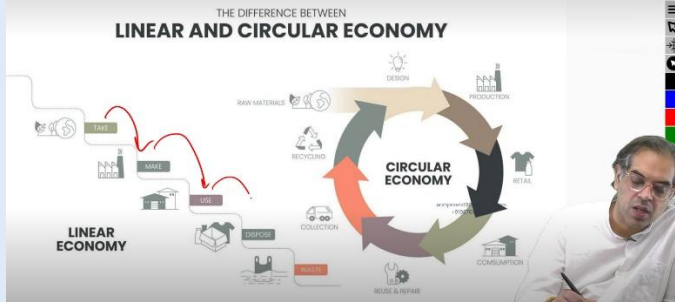 THE DIFFERENCE BETWEEN
LINEAR AND CIRCULAR ECONOMY
TAKE
MAKE
USE
DISPOSE
WASTE
LINEAR
ECONOMY
RAW MATERIALS
DESIGN
PRODUCTION
RETAIL
COMSUMPTION
REUSE & REPAIR
COLLECTION
RECYCLING
CIRCULAR
ECONOMY